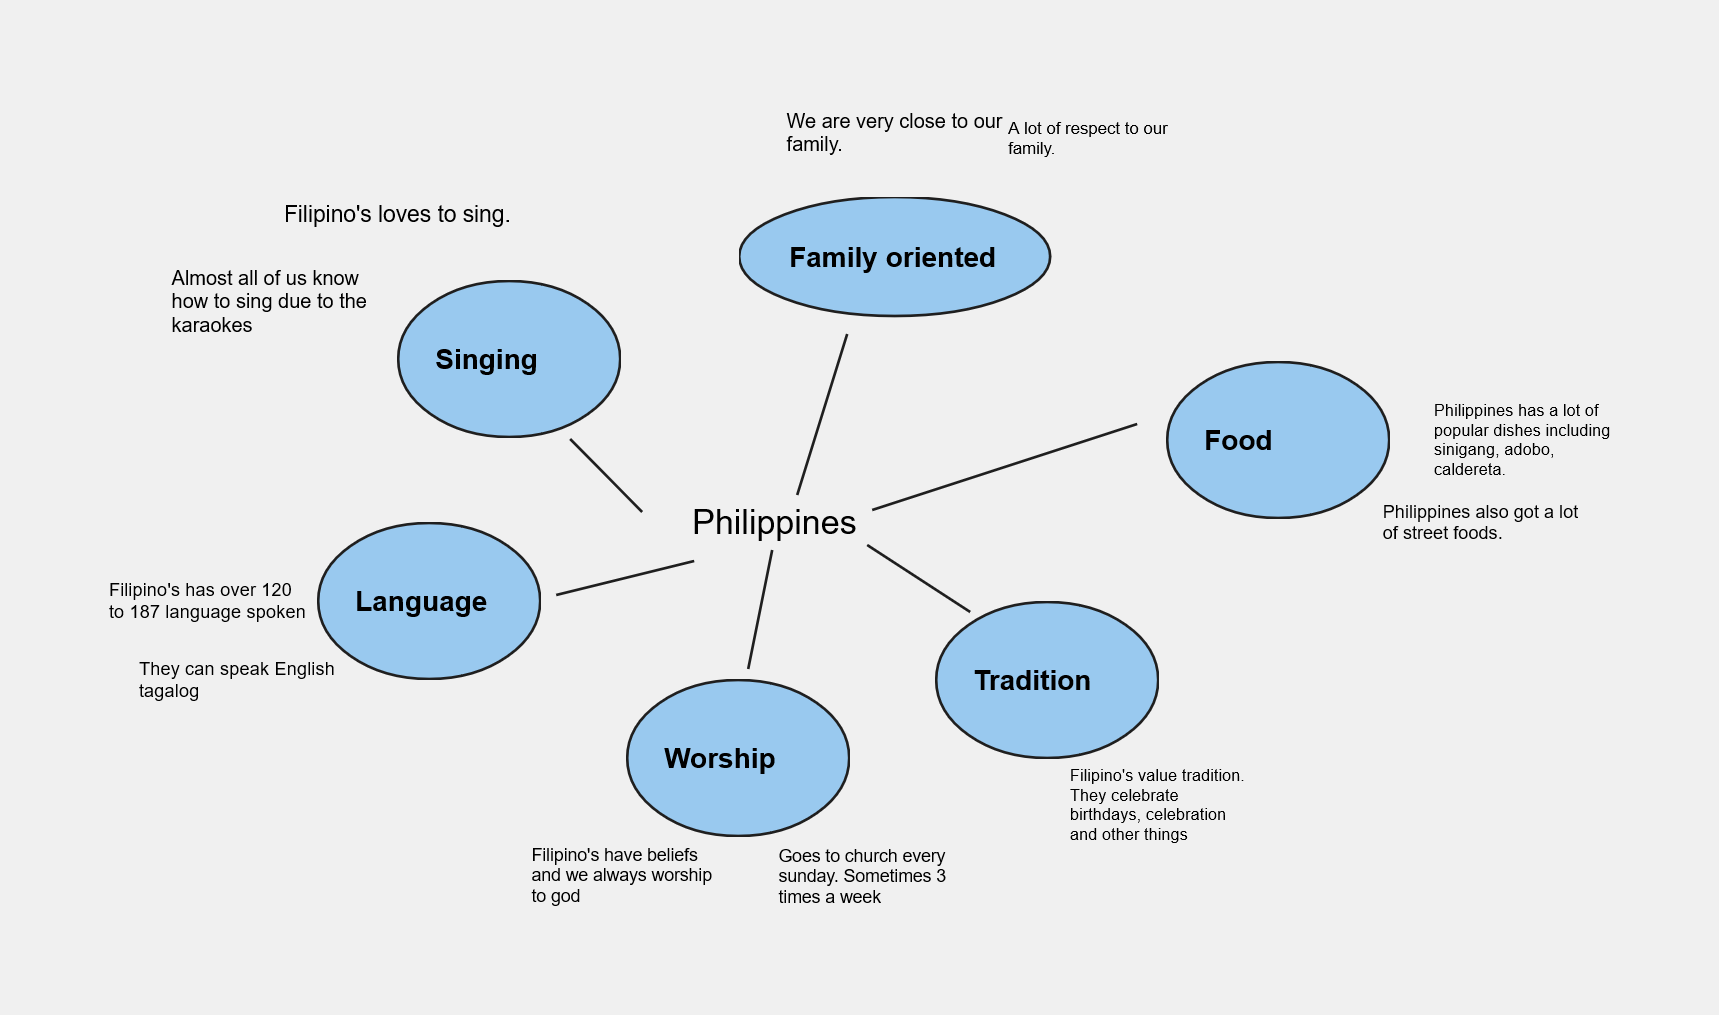 We are very close to our
family.
A lot of respect to our
family.
Family oriented
Filipino's loves to sing.
Almost all of us know
how to sing due to the
karaokes
Singing
Food
Philippines has a lot of
popular dishes including
sinigang, adobo,
caldereta.
Philippines also got a lot
of street foods.
Philippines
Language
Filipino's has over 120
to 187 language spoken
They can speak English
tagalog
Tradition
Filipino's value tradition.
They celebrate
birthdays, celebration
and other things
Worship
Filipino's have beliefs
and we always worship
to god
Goes to church every
sunday. Sometimes 3
times a week